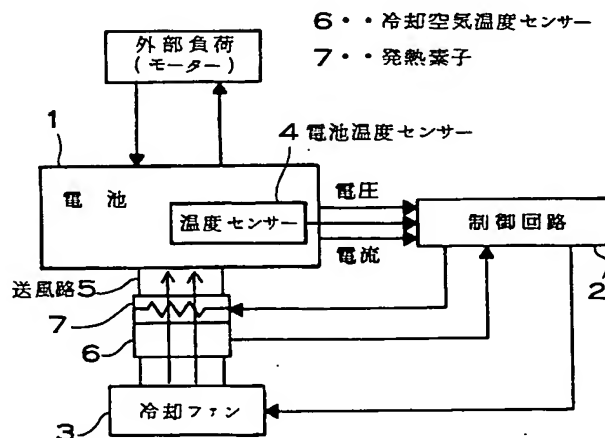 6・・冷却空気温度センサー
7・・発熱素子
外部負荷
(モーター)
1
4 電池温度センサー
電池
温度センサー
電圧
電流
制御回路
2
送風路 5
7
6
冷却ファン
3